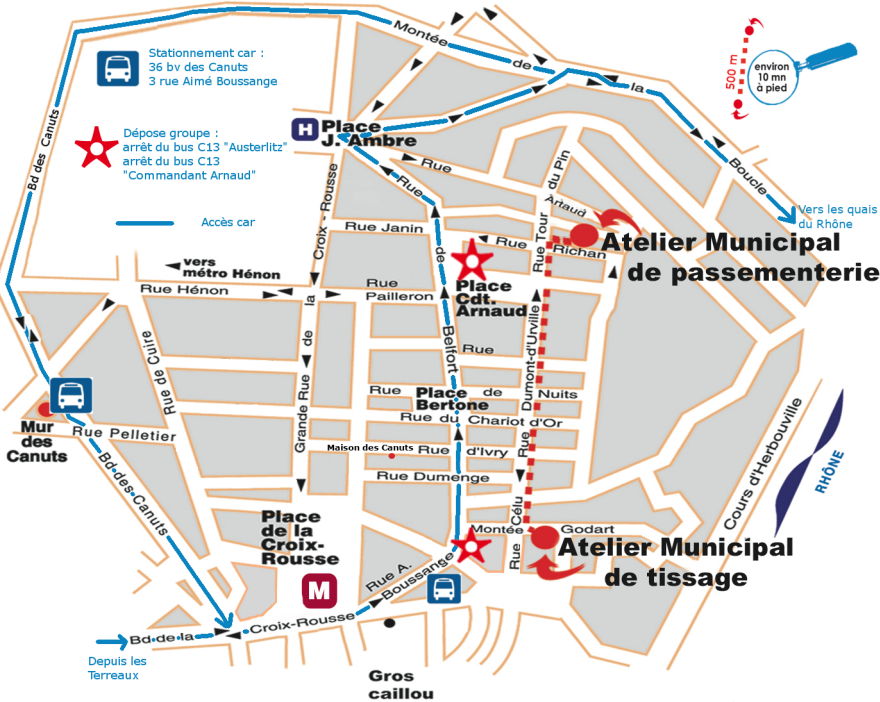 Montée
de
la
Boucle
500 m
environ
10 mn
à pied
Stationnement car :
36 bv des Canuts
3 rue Aimé Boussange
Bd des Canuts
H
Place
J. Ambre
Dépose groupe :
arrêt du bus C13 "Austerlitz"
arrêt du bus C13
"Commandant Arnaud"
Accès car
Rue
Artaud
Rue
de
Belfort
Vers les quais
du Rhône
Rue Janin
Rue
Richan
Rue Tour
du Pin
Atelier Municipal
de passementerie
vers
métro Hénon
Rue Hénon
Rue
Pailleron
Place
Cdt.
Arnaud
Grande Rue de la Croix - Rousse
Rue de Cuire
Rue
Rue Dumont-d'Urville
Rue
de
Nuits
Place
Bertone
Rue du Chariot d'Or
Mur
des
Canuts
Rue Pelletier
Maison des Canuts
Rue d'Ivry
Rue Dumenge
Bd des Canuts
Cours d'Herbouville
RHÔNE
Place
de la
Croix-
Rousse
Montée
Godart
Rue Célu
Atelier Municipal
de tissage
Rue A.
Boussange
M
Bd de la
Croix-Rousse
Depuis les
Terreaux
Gros
caillou